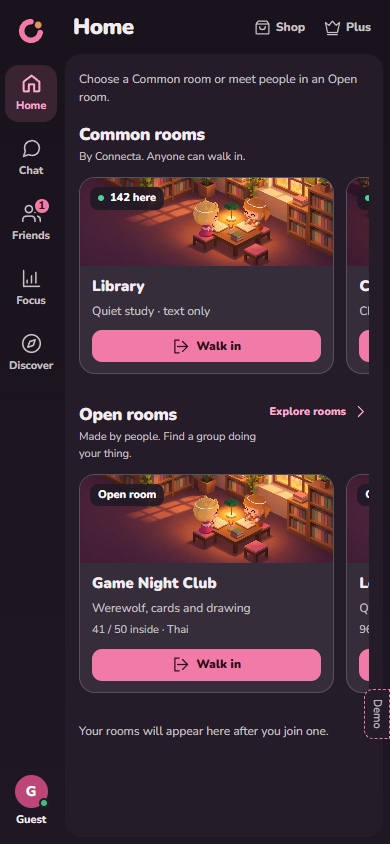 Home
Shop
Plus
Home
Chat
1
Friends
Focus
Discover
Choose a Common room or meet people in an Open
room.
Common rooms
By Connecta. Anyone can walk in.
142 here
Library
Quiet study · text only
Walk in
Open rooms
Explore rooms
Made by people. Find a group doing
your thing.
Open room
Game Night Club
Werewolf, cards and drawing
41 / 50 inside · Thai
Walk in
96
Demo
Your rooms will appear here after you join one.
G
Guest